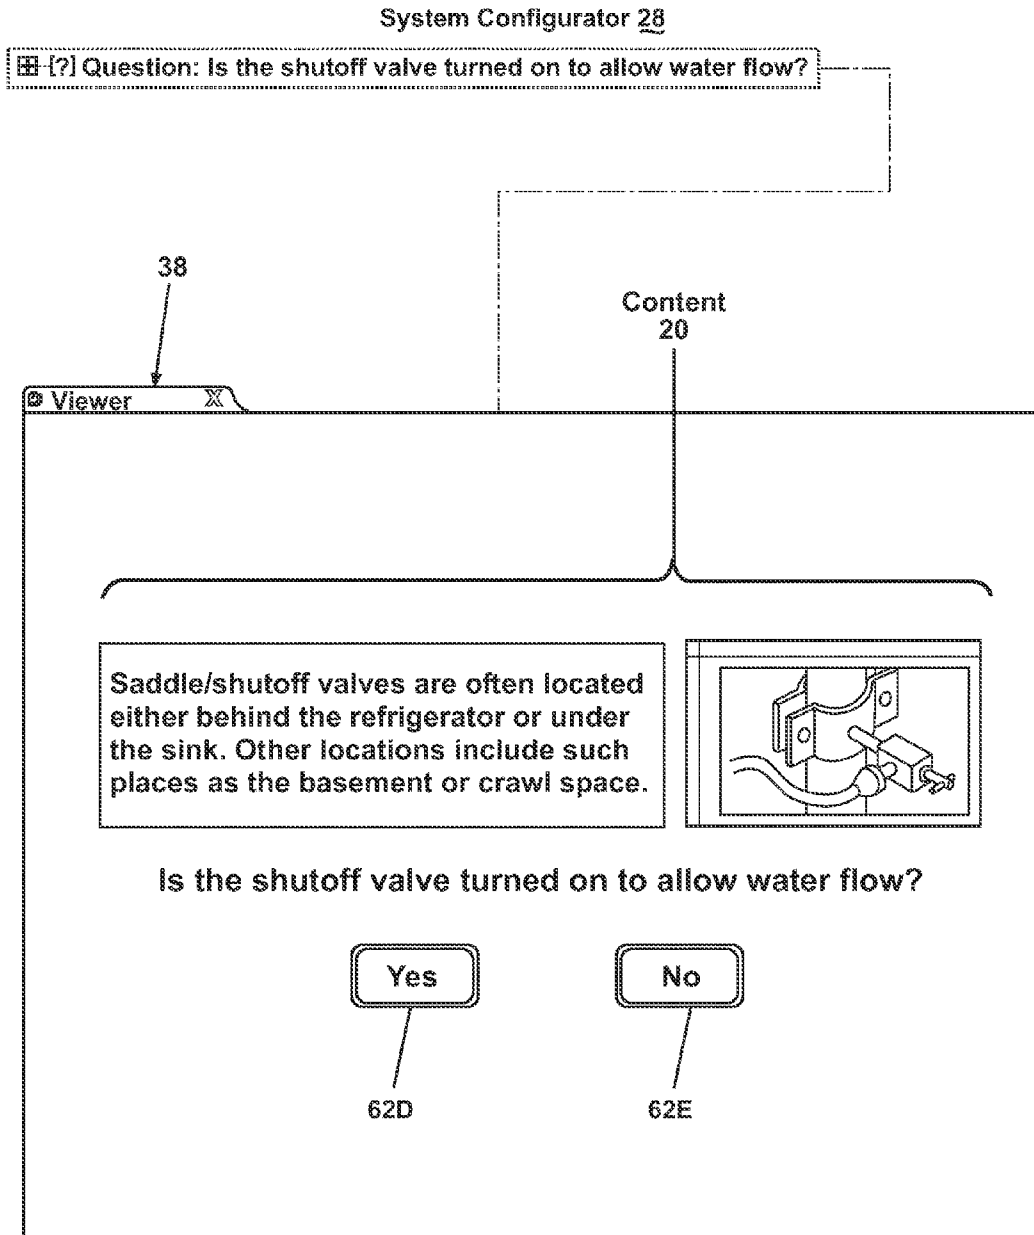 System Configurator 28
[?] Question: Is the shutoff valve turned on to allow water flow?
38
Content
20
Viewer X
Saddle/shutoff valves are often located
either behind the refrigerator or under
the sink. Other locations include such
places as the basement or crawl space.
Is the shutoff valve turned on to allow water flow?
Yes No
62D 62E